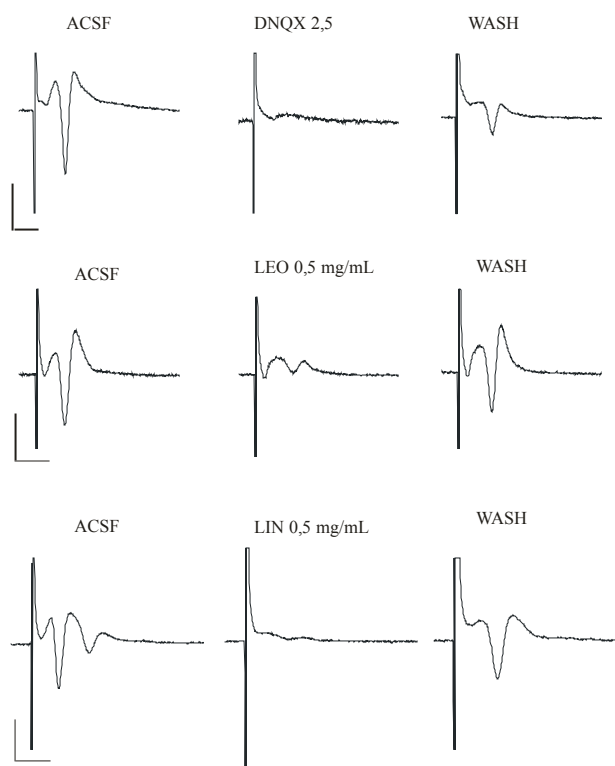 ACSF DNQX 2,5 WASH
ACSF LEO 0,5 mg/mL WASH
ACSF LIN 0,5 mg/mL WASH